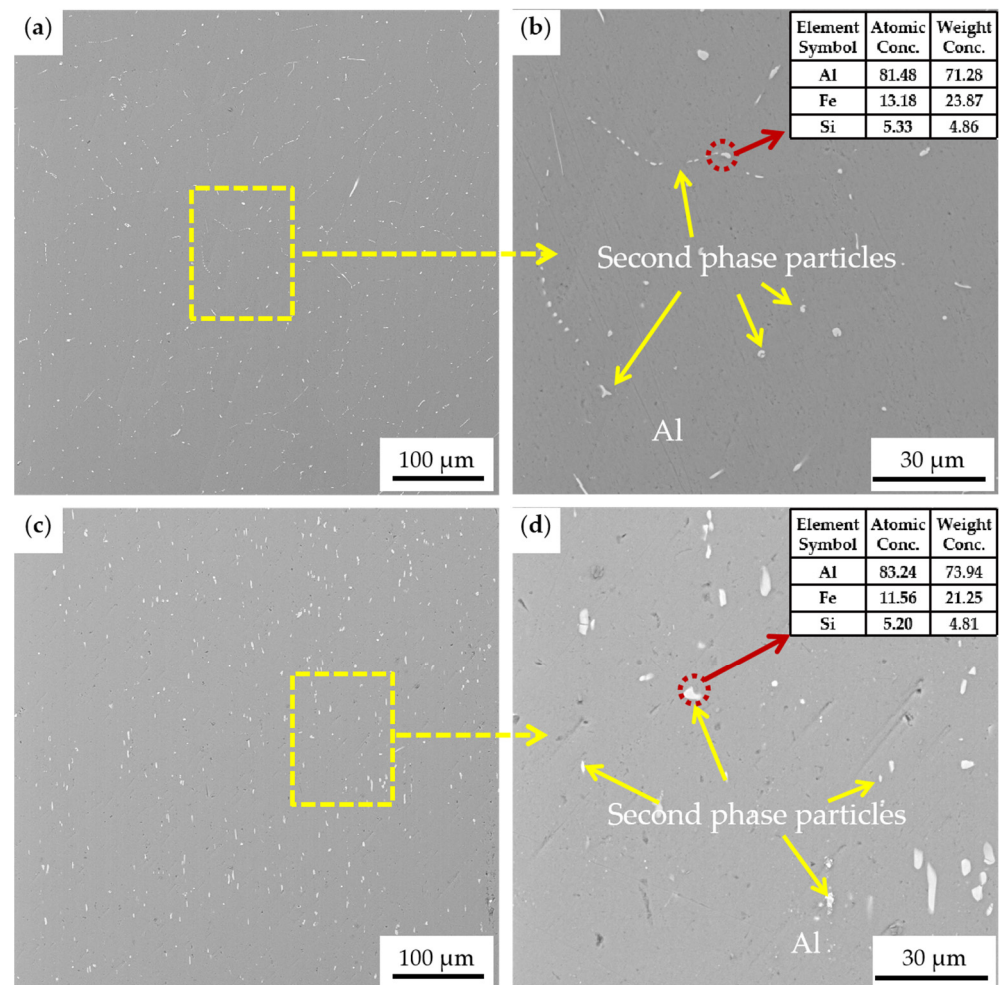 (a)
100 µm
(b)
Element Symbol Atomic Conc. Weight Conc.
Al 81.48 71.28
Fe 13.18 23.87
Si 5.33 4.86
Second phase particles
Al
30 µm
(c)
100 µm
(d)
Element Symbol Atomic Conc. Weight Conc.
Al 83.24 73.94
Fe 11.56 21.25
Si 5.20 4.81
Second phase particles
Al
30 µm